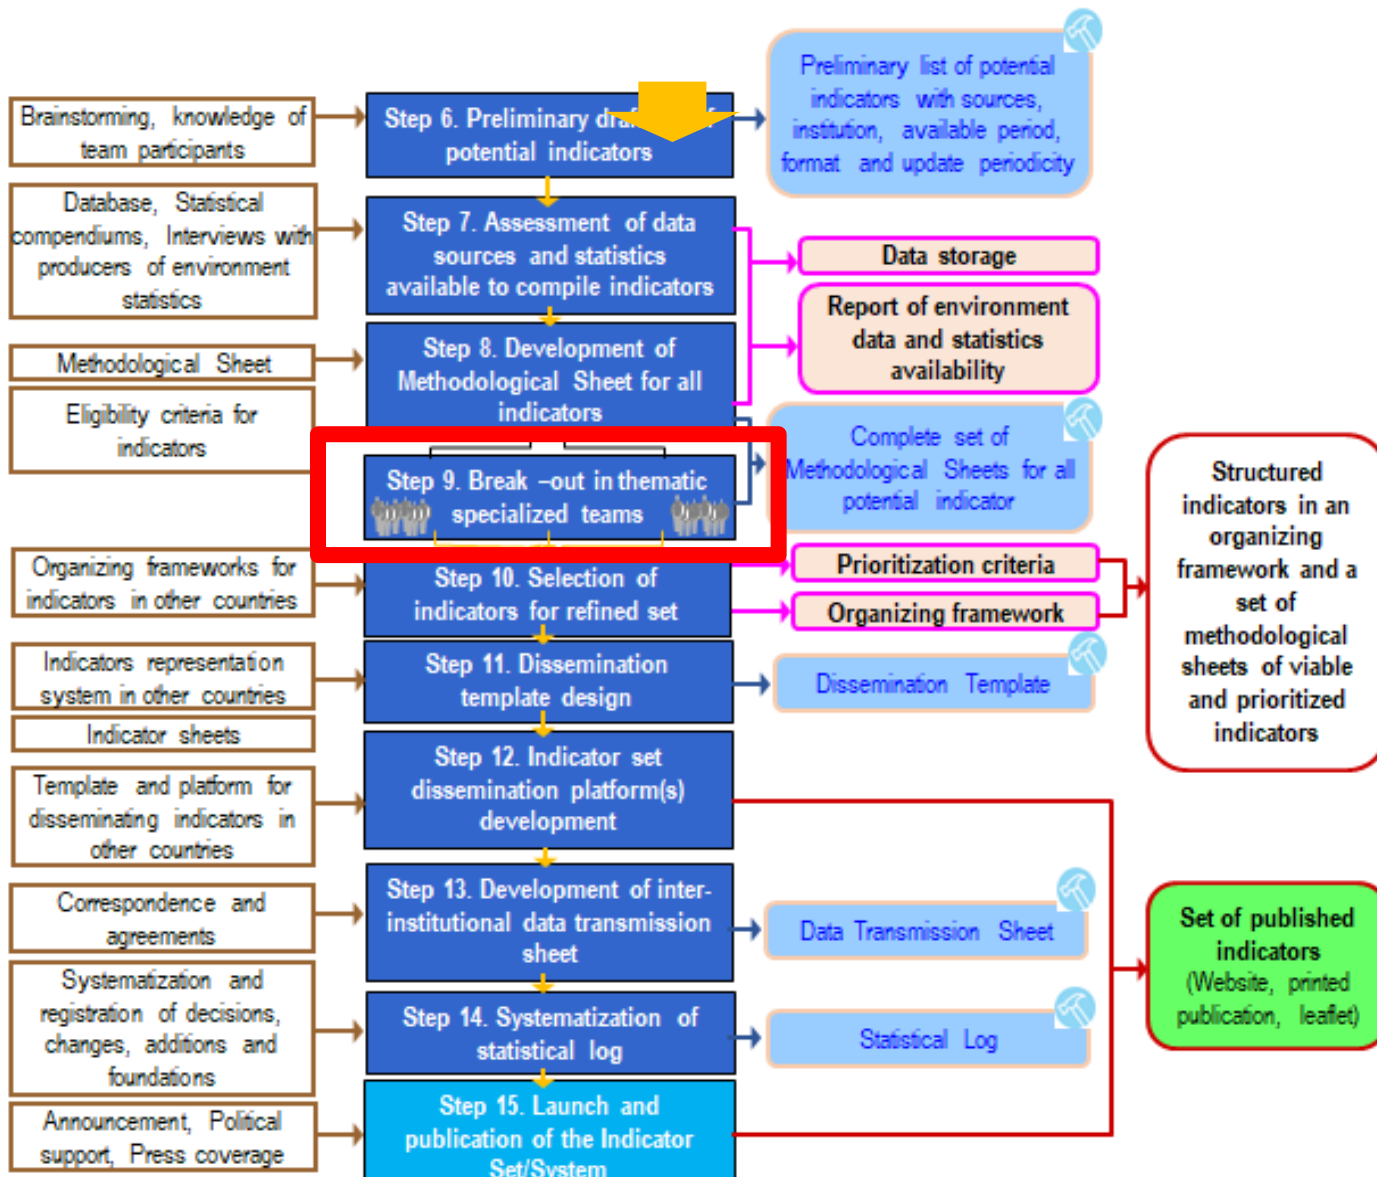 Brainstorming, knowledge of
team participants
Step 6. Preliminary
potential indicators
Preliminary list of potential
indicators with sources,
institution, available period,
format and update periodicity
Database, Statistical
compendiums, Interviews with
producers of environment
statistics
Step 7. Assessment of data
sources and statistics
available to compile indicators
Data storage
Report of environment
data and statistics
availability
Methodological Sheet
Step 8. Development of
Methodological Sheet for all
indicators
Eligibility criteria for
indicators
Complete set of
Methodological Sheets for all
potential indicator
Step 9. Break –out in thematic
specialized teams
Structured
indicators in an
organizing
framework and a
set of
methodological
sheets of viable
and prioritized
indicators
Organizing frameworks for
indicators in other countries
Step 10. Selection of
indicators for refined set
Prioritization criteria
Organizing framework
Indicators representation
system in other countries
Step 11. Dissemination
template design
Dissemination Template
Indicator sheets
Step 12. Indicator set
dissemination platform(s)
development
Template and platform for
disseminating indicators in
other countries
Correspondence and
agreements
Step 13. Development of inter-
institutional data transmission
sheet
Data Transmission Sheet
Set of published
indicators
(Website, printed
publication, leaflet)
Systematization and
registration of decisions,
changes, additions and
foundations
Step 14. Systematization of
statistical log
Statistical Log
Announcement, Political
support, Press coverage
Step 15. Launch and
publication of the Indicator
Set/System